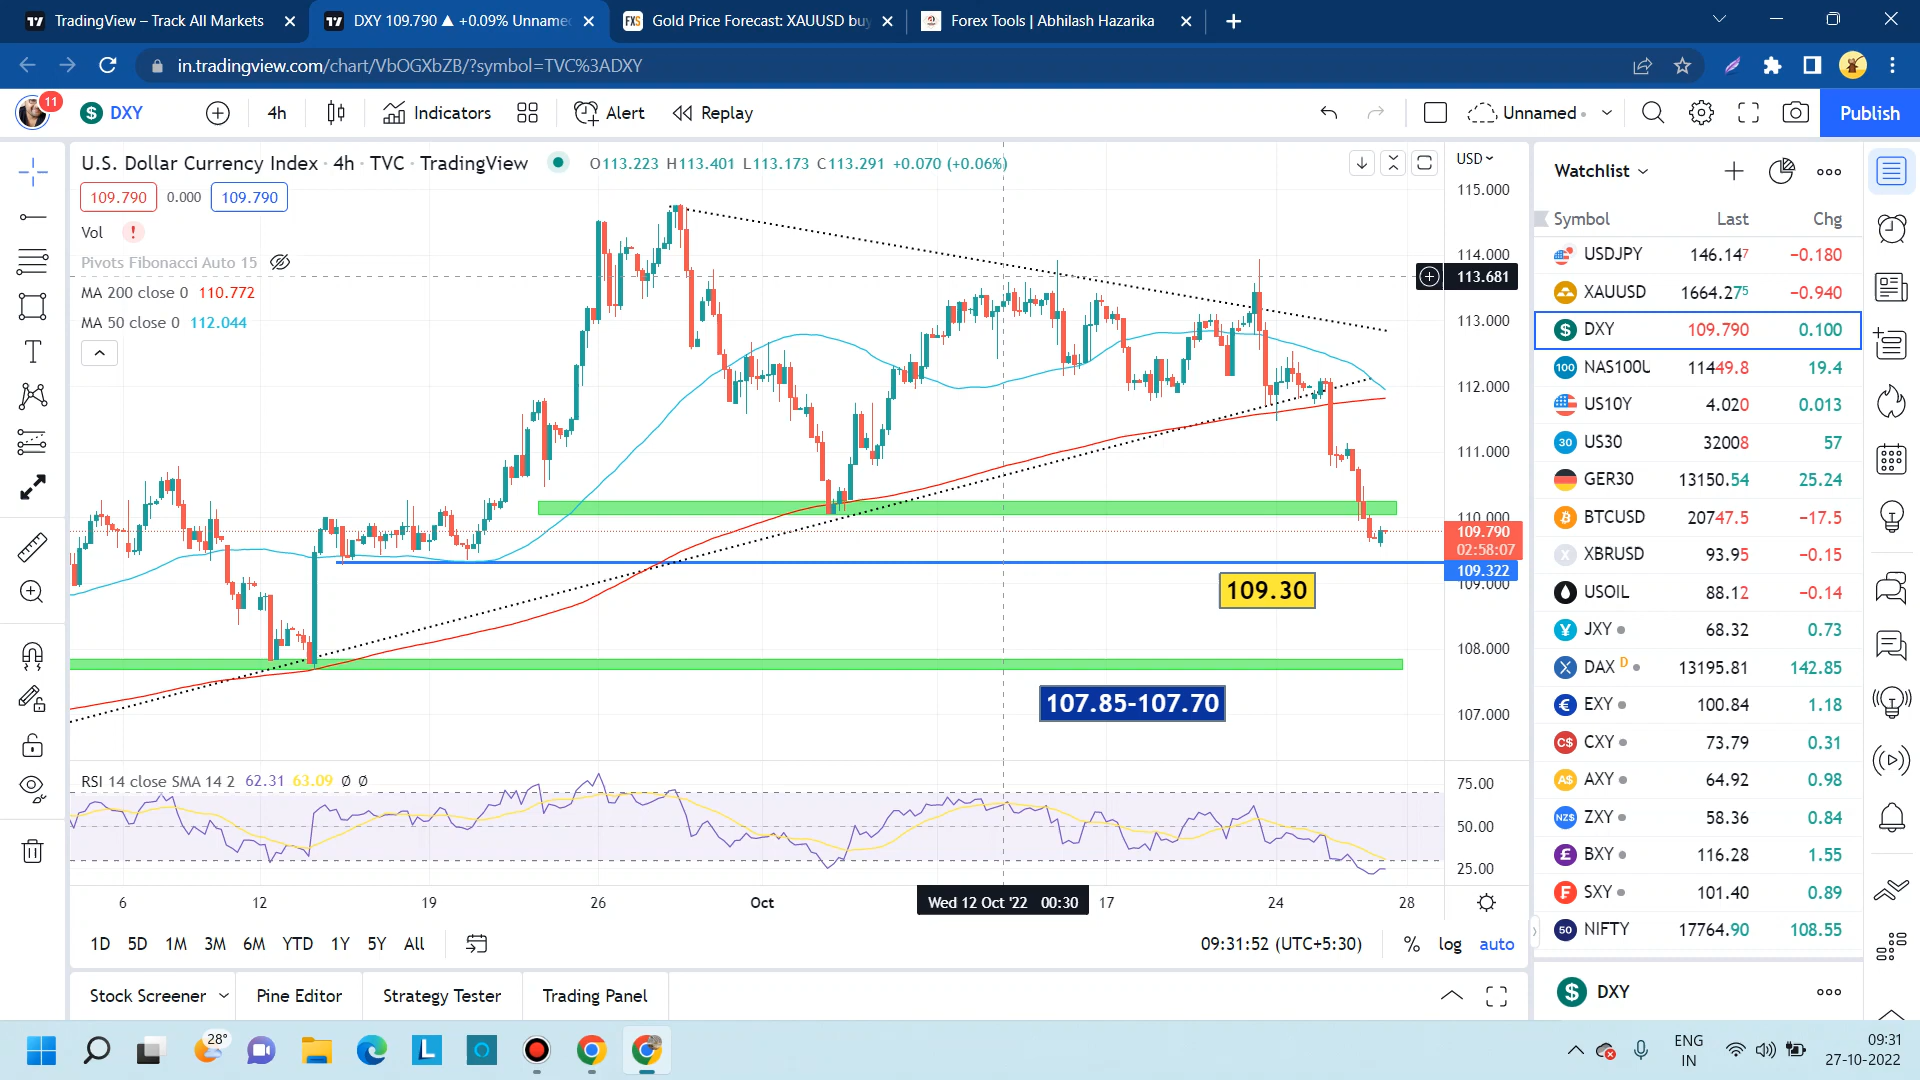 TradingView – Track All Markets
DXY 109.790 ▲ +0.09% Unname
Gold Price Forecast: XAUUSD buy
Forex Tools | Abhilash Hazarika
in.tradingview.com/chart/VbOGXbZB/?symbol=TVC%3ADXY
11
DXY
4h
Indicators
Alert
Replay
Unnamed
Publish
U.S. Dollar Currency Index · 4h · TVC · TradingView
O113.223 H113.401 L113.173 C113.291 +0.070 (+0.06%)
109.790
0.000
109.790
Vol
Pivots Fibonacci Auto 15
MA 200 close 0 110.772
MA 50 close 0 112.044
USD
115.000
114.000
113.681
113.000
112.000
111.000
110.000
109.790
02:58:07
109.322
109.000
108.000
107.000
109.30
107.85-107.70
RSI 14 close SMA 14 2 62.31 63.09 Ø Ø
75.00
50.00
25.00
6
12
19
26
Oct
Wed 12 Oct '22 00:30
17
24
28
1D 5D 1M 3M 6M YTD 1Y 5Y All
09:31:52 (UTC+5:30)
% log auto
Stock Screener
Pine Editor
Strategy Tester
Trading Panel
Watchlist
Symbol Last Chg
USDJPY 146.147 −0.180
XAUUSD 1664.275 −0.940
DXY 109.790 0.100
NAS100U 11449.8 19.4
US10Y 4.020 0.013
US30 32008 57
GER30 13150.54 25.24
BTCUSD 20747.5 −17.5
XBRUSD 93.95 −0.15
USOIL 88.12 −0.14
JXY 68.32 0.73
DAX D 13195.81 142.85
EXY 100.84 1.18
CXY 73.79 0.31
AXY 64.92 0.98
ZXY 58.36 0.84
BXY 116.28 1.55
SXY 101.40 0.89
NIFTY 17764.90 108.55
DXY
28°
ENG
IN
09:31
27-10-2022